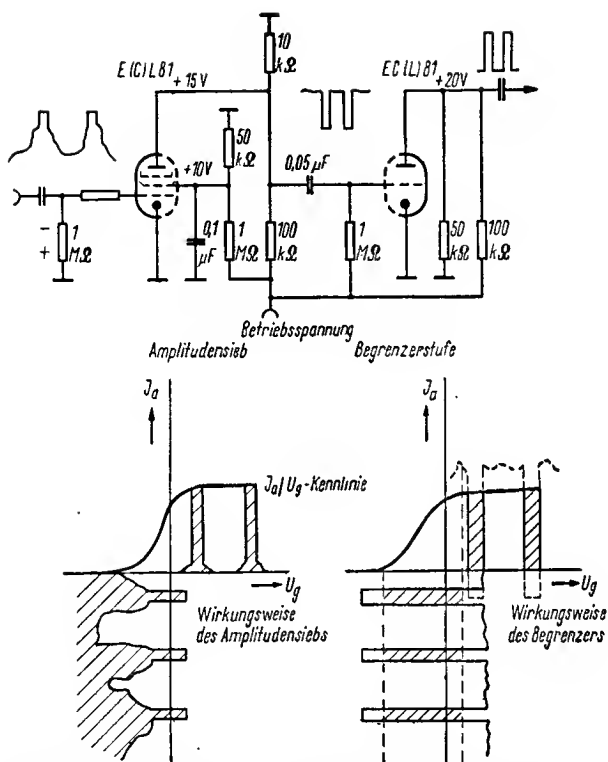 10
kΩ
E(C)L 81
+15V
EC(L)81
+20V
50
kΩ
+10V
0,05 µF
1
MΩ
0,1
µF
1
MΩ
100
kΩ
1
MΩ
50
kΩ
100
kΩ
Betriebsspannung
Amplitudensieb
Begrenzerstufe
Ja
Ja
Ja/Ug-Kennlinie
Ug
Ug
Wirkungsweise
des Amplitudensiebs
Wirkungsweise
des Begrenzers